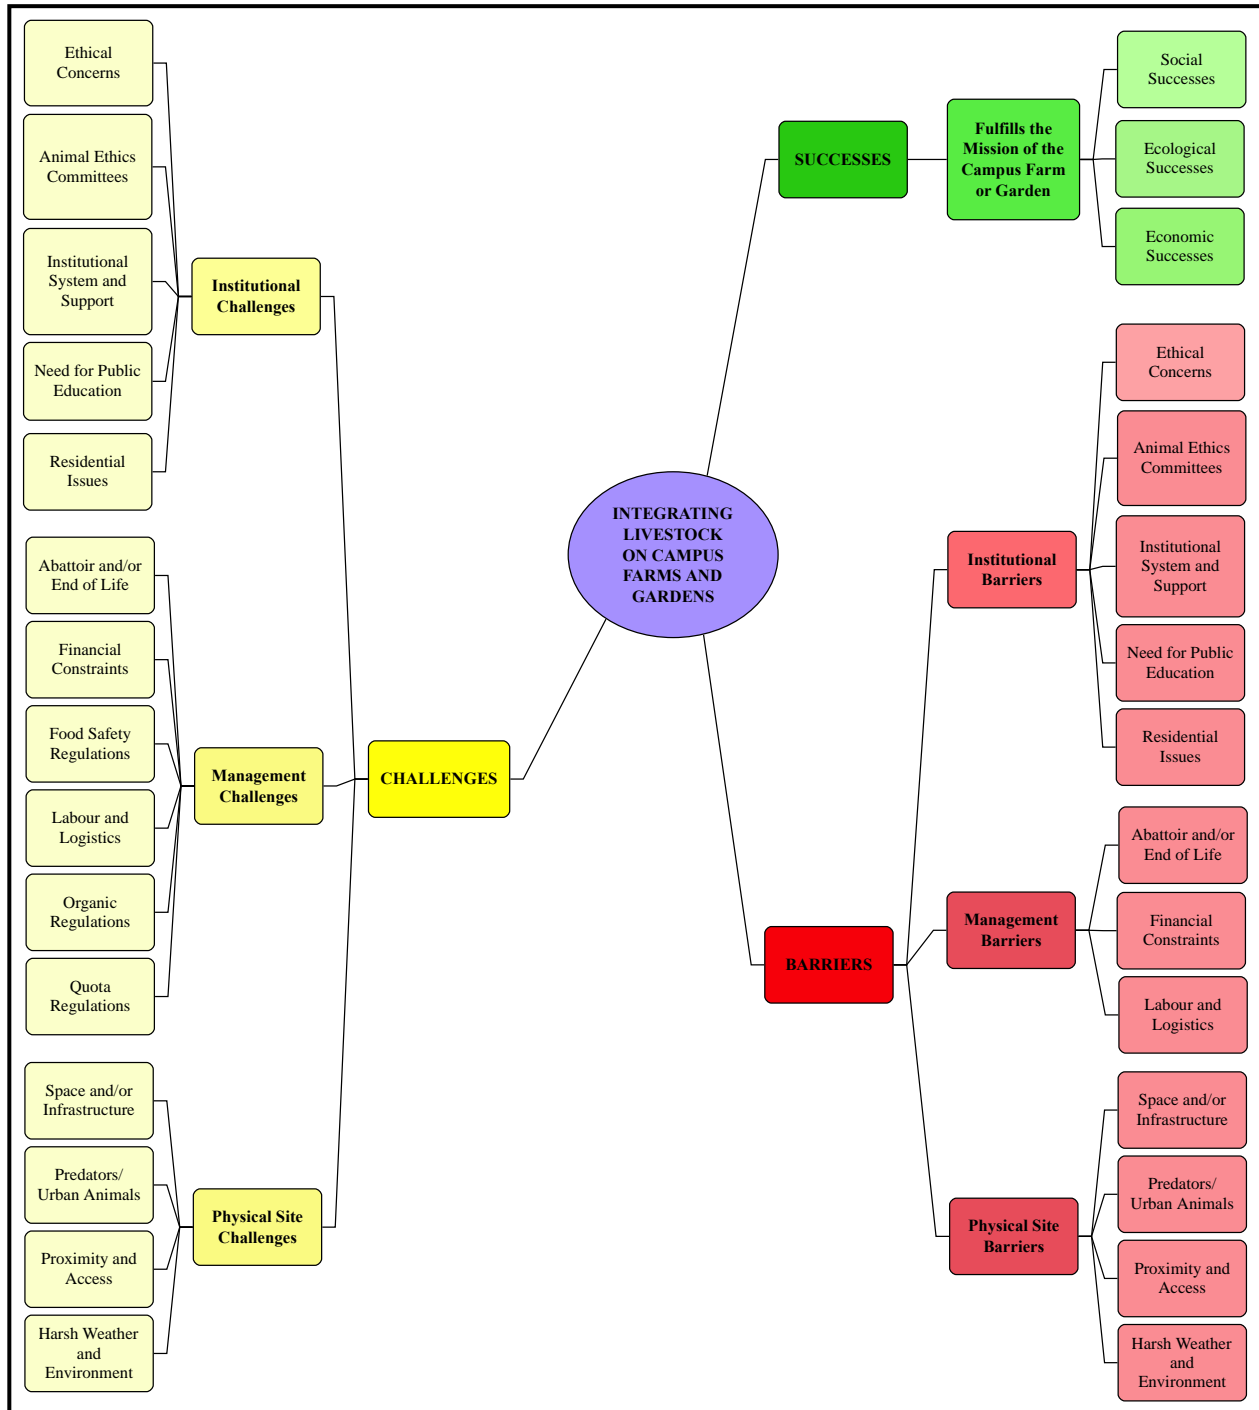 Ethical
Concerns
Animal Ethics
Committees
Institutional
System and
Support
Need for Public
Education
Residential
Issues
Institutional
Challenges
Abattoir and/or
End of Life
Financial
Constraints
Food Safety
Regulations
Labour and
Logistics
Organic
Regulations
Quota
Regulations
Management
Challenges
Space and/or
Infrastructure
Predators/
Urban Animals
Proximity and
Access
Harsh Weather
and
Environment
Physical Site
Challenges
CHALLENGES
INTEGRATING
LIVESTOCK
ON CAMPUS
FARMS AND
GARDENS
SUCCESSES
Fulfills the
Mission of the
Campus Farm
or Garden
Social
Successes
Ecological
Successes
Economic
Successes
BARRIERS
Institutional
Barriers
Ethical
Concerns
Animal Ethics
Committees
Institutional
System and
Support
Need for Public
Education
Residential
Issues
Management
Barriers
Abattoir and/or
End of Life
Financial
Constraints
Labour and
Logistics
Physical Site
Barriers
Space and/or
Infrastructure
Predators/
Urban Animals
Proximity and
Access
Harsh Weather
and
Environment